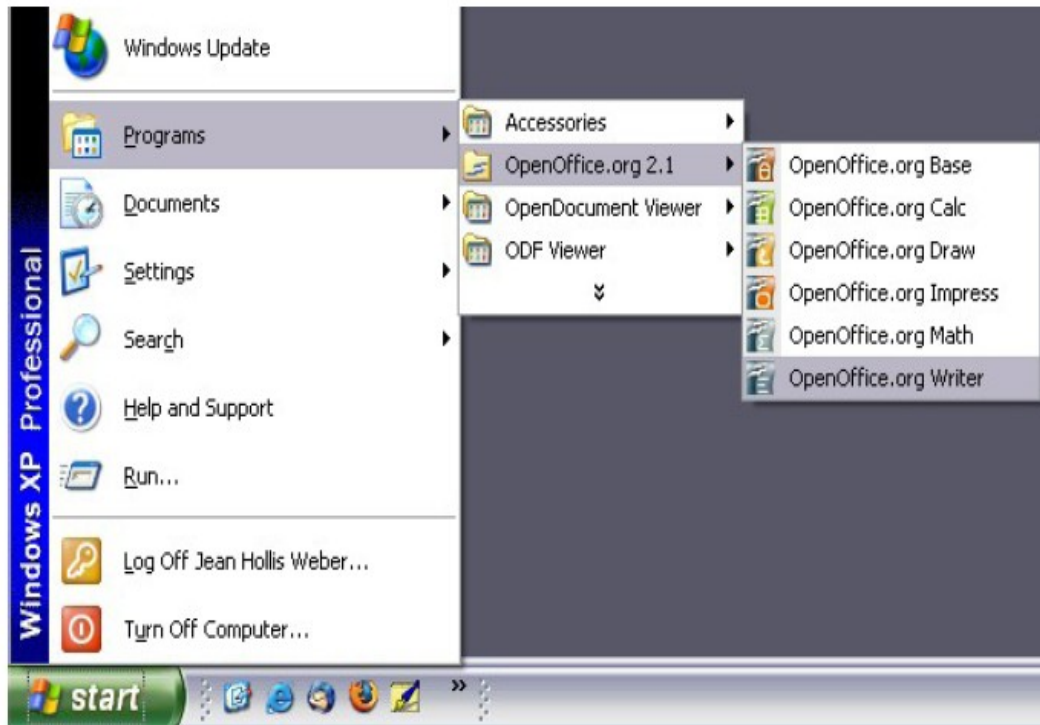 Windows XP Professional
Windows Update
Programs
Documents
Settings
Search
Help and Support
Run...
Log Off Jean Hollis Weber...
Turn Off Computer...
Accessories
OpenOffice.org 2.1
OpenDocument Viewer
ODF Viewer
OpenOffice.org Base
OpenOffice.org Calc
OpenOffice.org Draw
OpenOffice.org Impress
OpenOffice.org Math
OpenOffice.org Writer
start